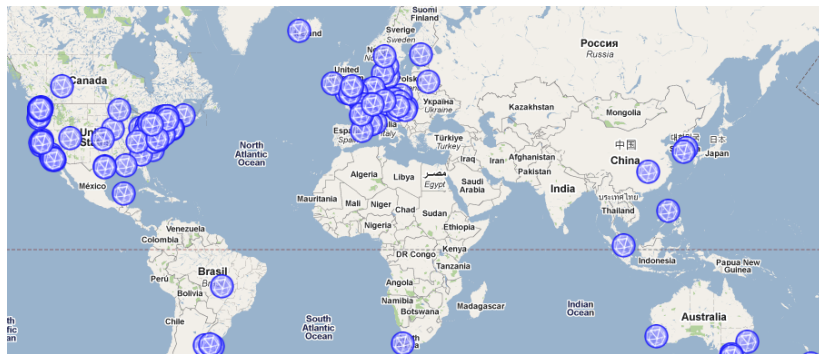 Suomi
Finland
Sverige
Sweden
Россия
Russia
Canada
United
Polsk
Україна
Ukraine
Kazakhstan
Mongolia
Türkiye
Turkey
中国
China
日本
Japan
North
Atlantic
Ocean
México
Algeria
Libya
مصر
Egypt
Iraq
Iran
Afghanistan
Pakistan
Saudi
Arabia
India
ประเทศไทย
Thailand
Mauritania
Mali
Niger
Chad
Sudan
Nigeria
Ethiopia
Venezuela
Colombia
DR Congo
Kenya
Tanzania
Indonesia
Papua New
Guinea
Brasil
Perú
Bolivia
Angola
Namibia
Botswana
Madagascar
Chile
South
Atlantic
Ocean
Indian
Ocean
Australia